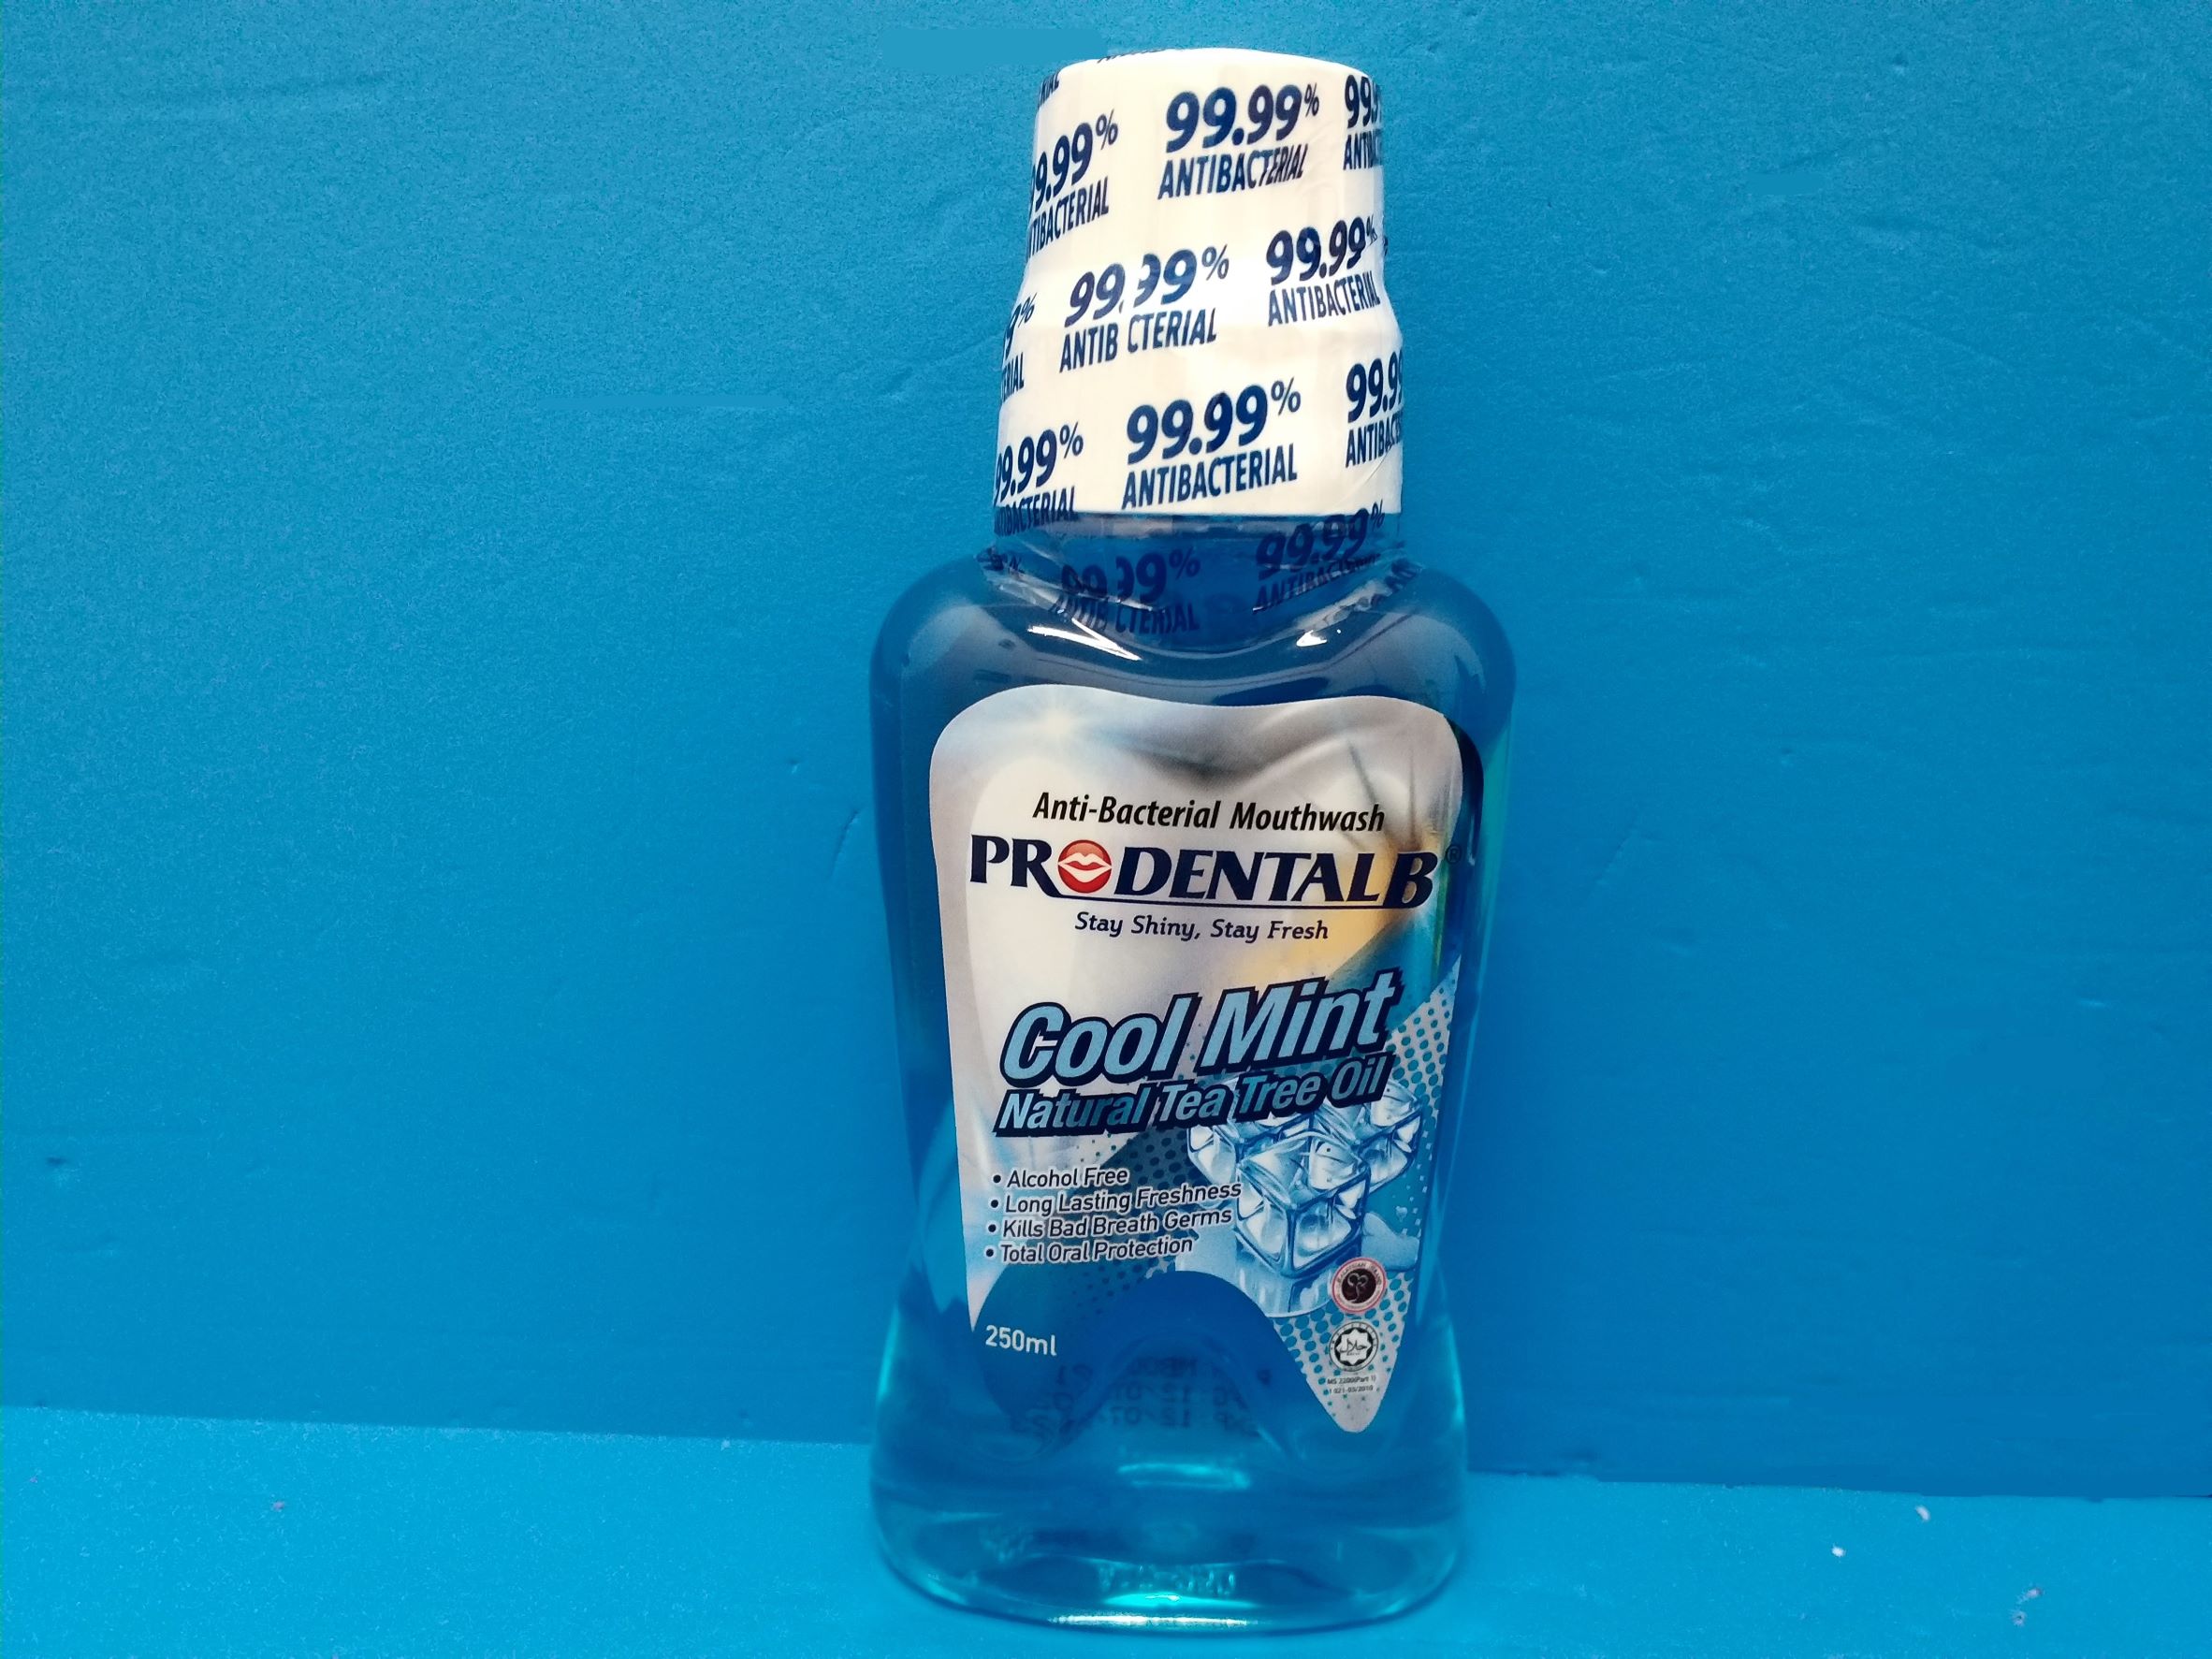 99.99%
ANTIBACTERIAL
99.99%
ANTIBACTERIAL
99.99%
ANTIBACTERIAL
99.99%
ANTIBACTERIAL
Anti-Bacterial Mouthwash
PRODENTALB®
Stay Shiny, Stay Fresh
Cool Mint
Natural Tea Tree Oil
• Alcohol Free
• Long Lasting Freshness
• Kills Bad Breath Germs
• Total Oral Protection
250ml
حلال